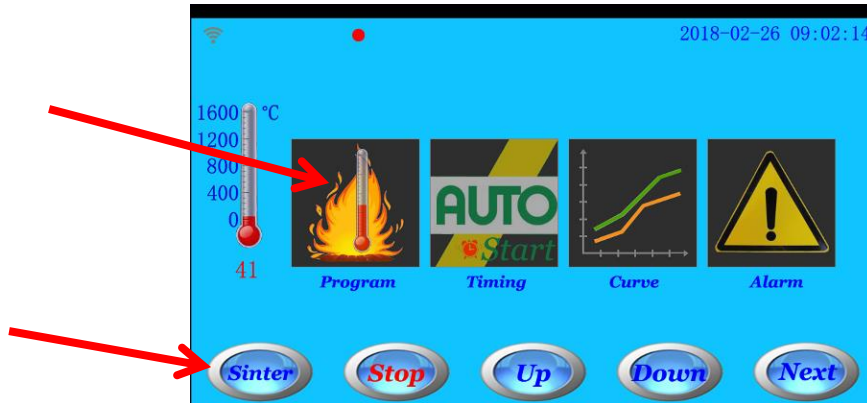 2018-02-26 09:02:14
1600 °C
1200
800
400
0
41
AUTO
Start
Program Timing Curve Alarm
Sinter Stop Up Down Next